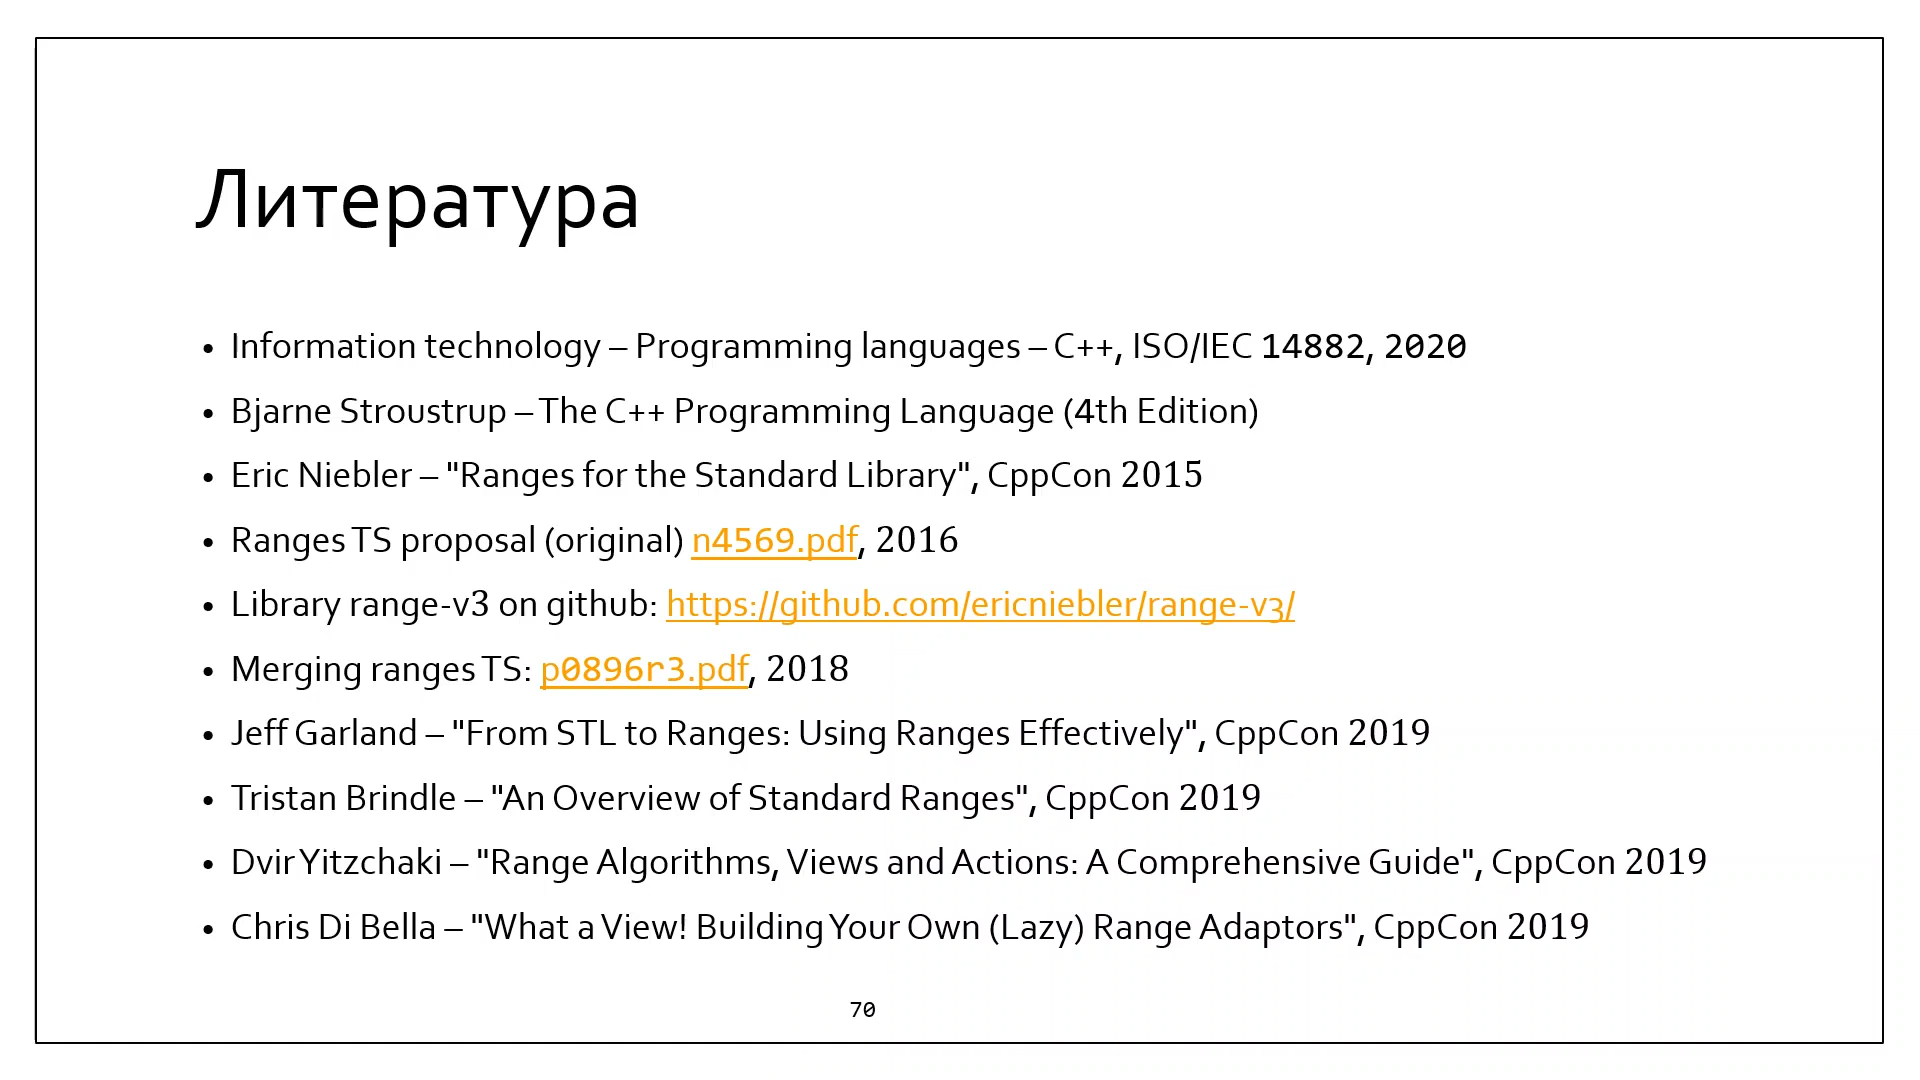 Литература
• Information technology – Programming languages – C++, ISO/IEC 14882, 2020
• Bjarne Stroustrup – The C++ Programming Language (4th Edition)
• Eric Niebler – "Ranges for the Standard Library", CppCon 2015
• Ranges TS proposal (original) n4569.pdf, 2016
• Library range-v3 on github: https://github.com/ericniebler/range-v3/
• Merging ranges TS: p0896r3.pdf, 2018
• Jeff Garland – "From STL to Ranges: Using Ranges Effectively", CppCon 2019
• Tristan Brindle – "An Overview of Standard Ranges", CppCon 2019
• Dvir Yitzchaki – "Range Algorithms, Views and Actions: A Comprehensive Guide", CppCon 2019
• Chris Di Bella – "What a View! Building Your Own (Lazy) Range Adaptors", CppCon 2019
70